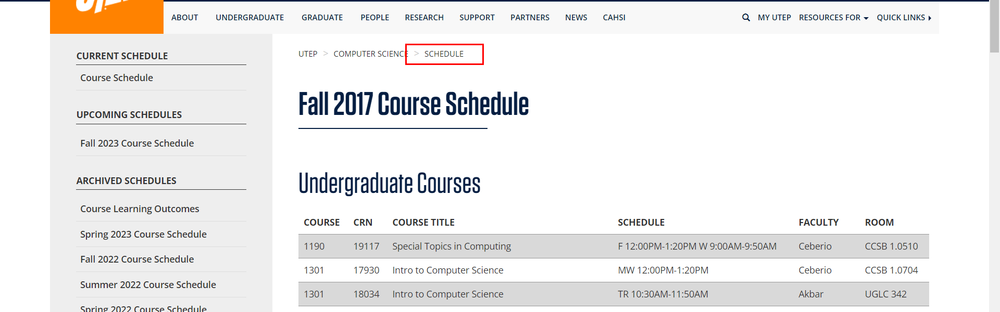 ABOUT UNDERGRADUATE GRADUATE PEOPLE RESEARCH SUPPORT PARTNERS NEWS CAHSI MY UTEP RESOURCES FOR QUICK LINKS
CURRENT SCHEDULE
Course Schedule
UPCOMING SCHEDULES
Fall 2023 Course Schedule
ARCHIVED SCHEDULES
Course Learning Outcomes
Spring 2023 Course Schedule
Fall 2022 Course Schedule
Summer 2022 Course Schedule
Spring 2022 Course Schedule
UTEP > COMPUTER SCIENCE > SCHEDULE
Fall 2017 Course Schedule
Undergraduate Courses
COURSE CRN COURSE TITLE SCHEDULE FACULTY ROOM
1190 19117 Special Topics in Computing F 12:00PM-1:20PM W 9:00AM-9:50AM Ceberio CCSB 1.0510
1301 17930 Intro to Computer Science MW 12:00PM-1:20PM Ceberio CCSB 1.0704
1301 18034 Intro to Computer Science TR 10:30AM-11:50AM Akbar UGLC 342